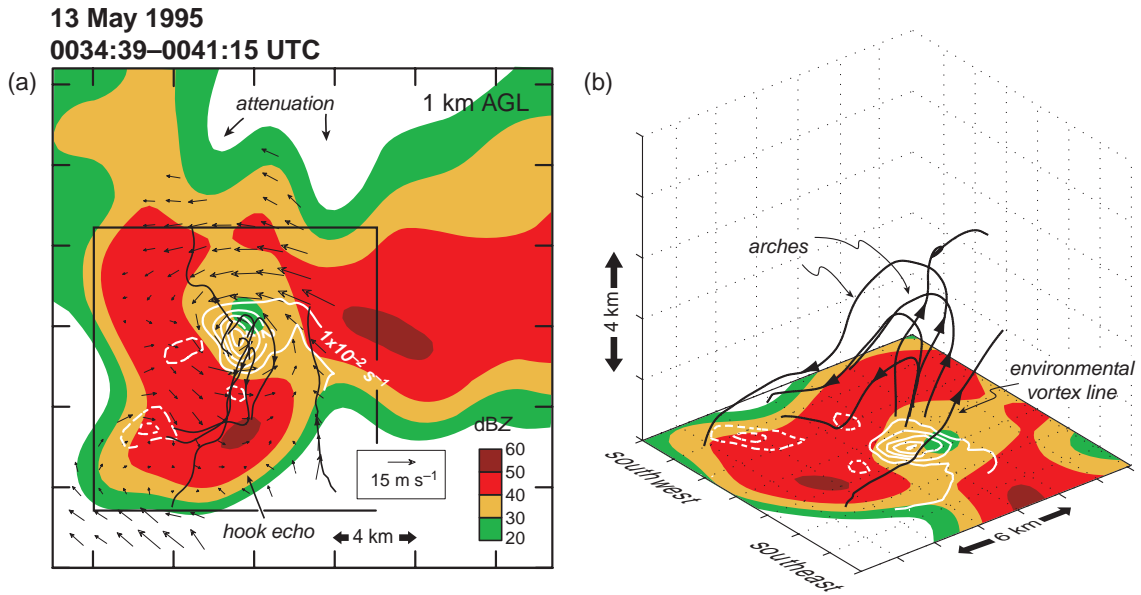 13 May 1995
0034:39–0041:15 UTC
(a)
attenuation
1 km AGL
1x10⁻² s⁻¹
dBZ
60
50
40
30
20
15 m s⁻¹
hook echo
4 km
(b)
arches
4 km
environmental
vortex line
southwest
southeast
6 km